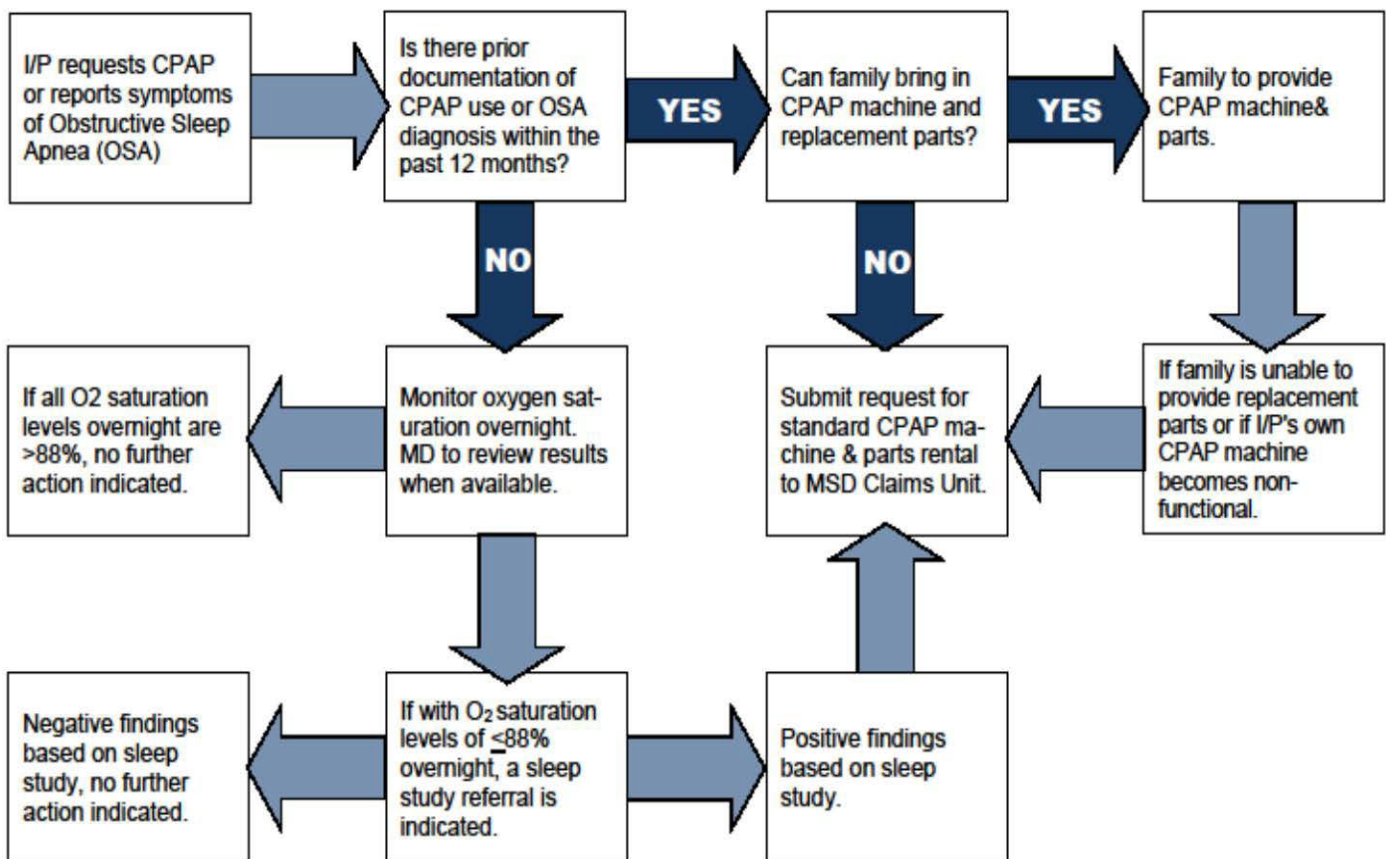 I/P requests CPAP
or reports symptoms
of Obstructive Sleep
Apnea (OSA)
Is there prior
documentation of
CPAP use or OSA
diagnosis within the
past 12 months?
YES
Can family bring in
CPAP machine and
replacement parts?
YES
Family to provide
CPAP machine&
parts.
NO
NO
If all O2 saturation
levels overnight are
>88%, no further
action indicated.
Monitor oxygen sat-
uration overnight.
MD to review results
when available.
Submit request for
standard CPAP ma-
chine & parts rental
to MSD Claims Unit.
If family is unable to
provide replacement
parts or if I/P's own
CPAP machine
becomes non-
functional.
Negative findings
based on sleep
study, no further
action indicated.
If with O₂ saturation
levels of ≤88%
overnight, a sleep
study referral is
indicated.
Positive findings
based on sleep
study.